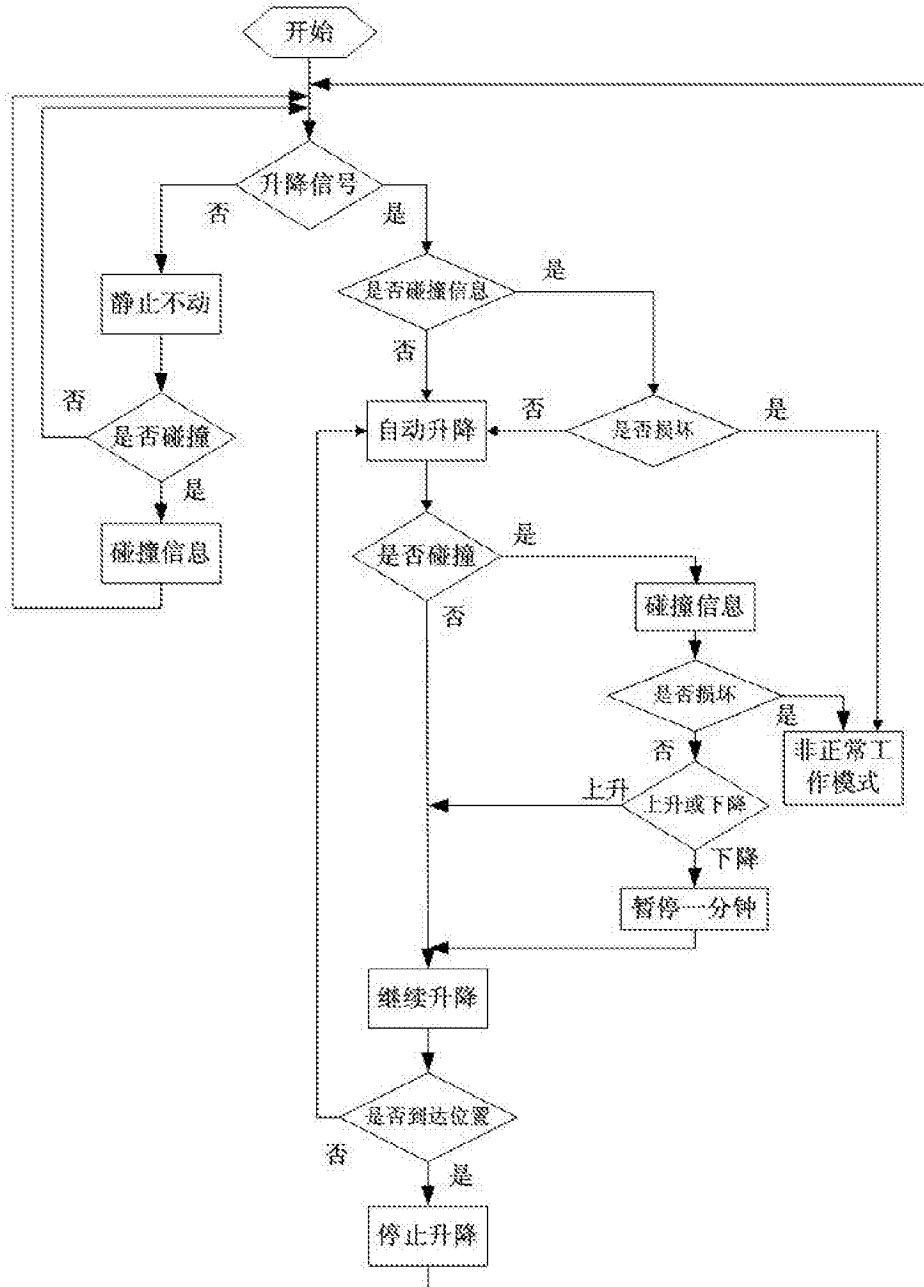 开始
升降信号
否
是
是否碰撞信息
是
静止不动
否
否
是否碰撞
自动升降
否
是否损坏
是
是
碰撞信息
是否碰撞
是
碰撞信息
否
是否损坏
是
否
非正常工
作模式
上升
上升或下降
下降
暂停一分钟
继续升降
是否到达位置
否
是
停止升降